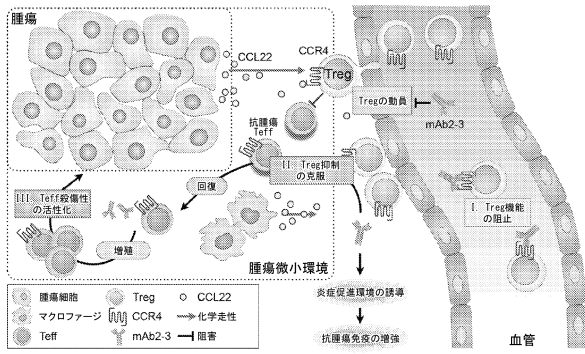 腫瘍
CCL22
CCR4
Treg
抗腫瘍
Teff
Tregの動員
mAb2-3
II. Treg抑制
の克服
回復
III. Teff殺傷性
の活性化
増殖
I. Treg機能
の阻止
腫瘍微小環境
炎症促進環境の誘導
抗腫瘍免疫の増強
血管
腫瘍細胞
Treg
CCL22
マクロファージ
CCR4
化学走性
Teff
mAb2-3
阻害